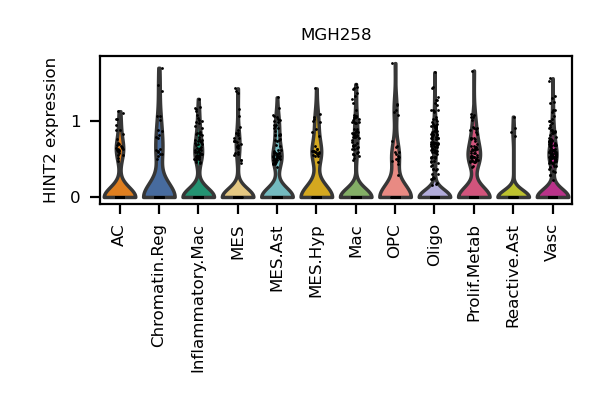 MGH258
HINT2 expression
1
0
AC
Chromatin.Reg
Inflammatory.Mac
MES
MES.Ast
MES.Hyp
Mac
OPC
Oligo
Prolif.Metab
Reactive.Ast
Vasc